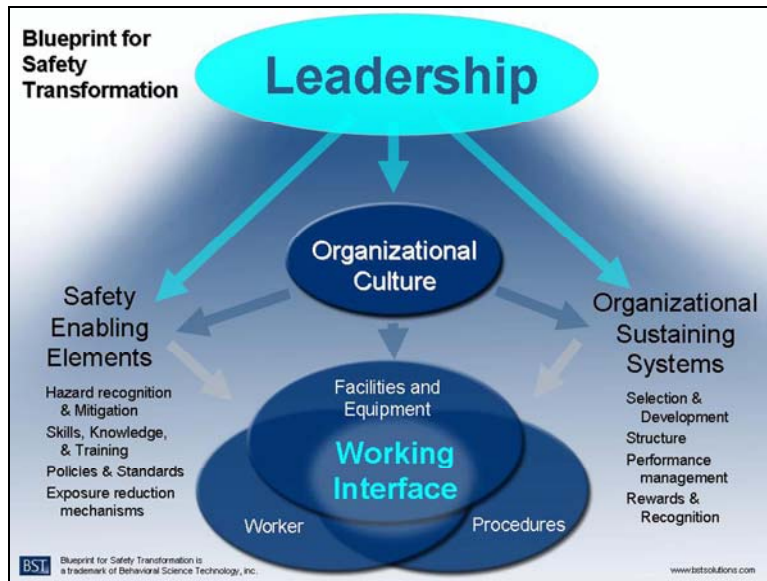 Blueprint for
Safety
Transformation
Leadership
Organizational
Culture
Safety
Enabling
Elements
Hazard recognition
& Mitigation
Skills, Knowledge,
& Training
Policies & Standards
Exposure reduction
mechanisms
Organizational
Sustaining
Systems
Selection &
Development
Structure
Performance
management
Rewards &
Recognition
Facilities and
Equipment
Working
Interface
Worker
Procedures
BST
Blueprint for Safety Transformation is
a trademark of Behavioral Science Technology, Inc.
www.bstsolutions.com